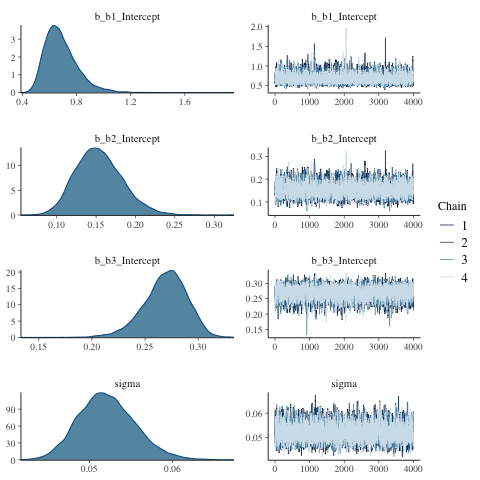 b_b1_Intercept
3
2
1
0
0.4 0.8 1.2 1.6
b_b1_Intercept
2.0
1.5
1.0
0.5
0 1000 2000 3000 4000
b_b2_Intercept
10
5
0
0.10 0.15 0.20 0.25 0.30
b_b2_Intercept
0.3
0.2
0.1
0 1000 2000 3000 4000
b_b3_Intercept
20
15
10
5
0
0.15 0.20 0.25 0.30
b_b3_Intercept
0.30
0.25
0.20
0.15
0 1000 2000 3000 4000
sigma
90
60
30
0
0.05 0.06
sigma
0.06
0.05
0 1000 2000 3000 4000
Chain
1
2
3
4